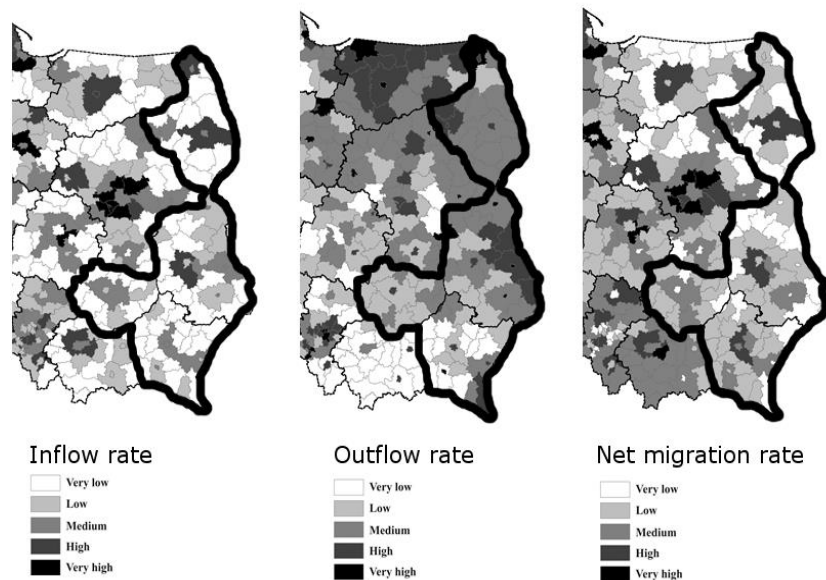 Inflow rate
Very low
Low
Medium
High
Very high
Outflow rate
Very low
Low
Medium
High
Very high
Net migration rate
Very low
Low
Medium
High
Very high